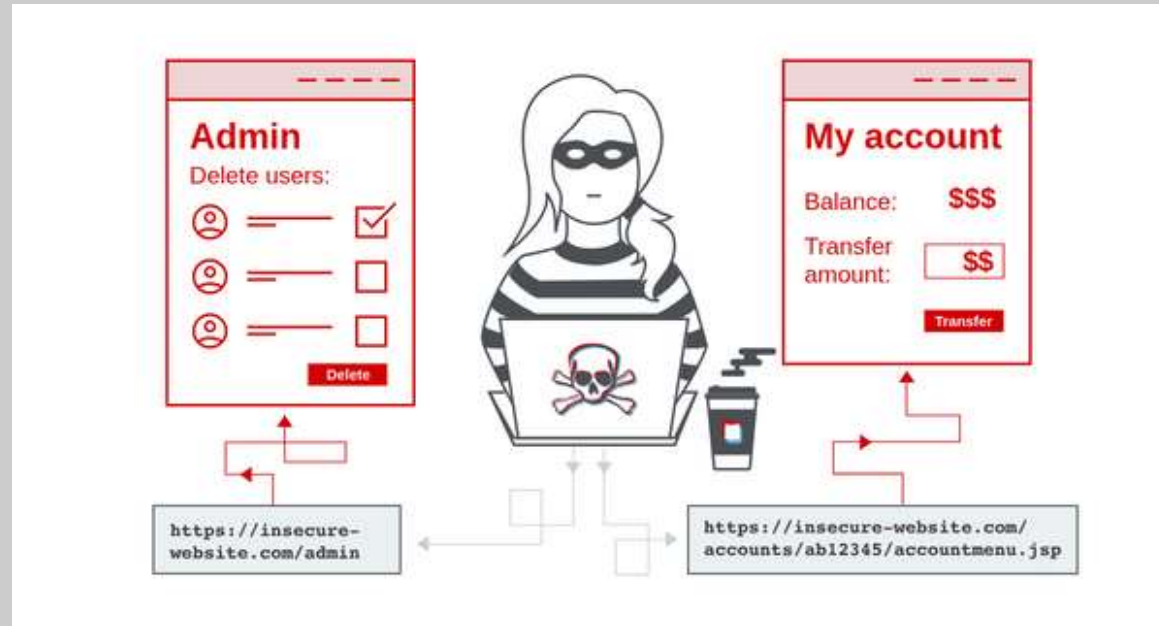 Admin
Delete users:
Delete
My account
Balance: $$$
Transfer
amount: $$
Transfer
https://insecure-
website.com/admin
https://insecure-website.com/
accounts/ab12345/accountmenu.jsp